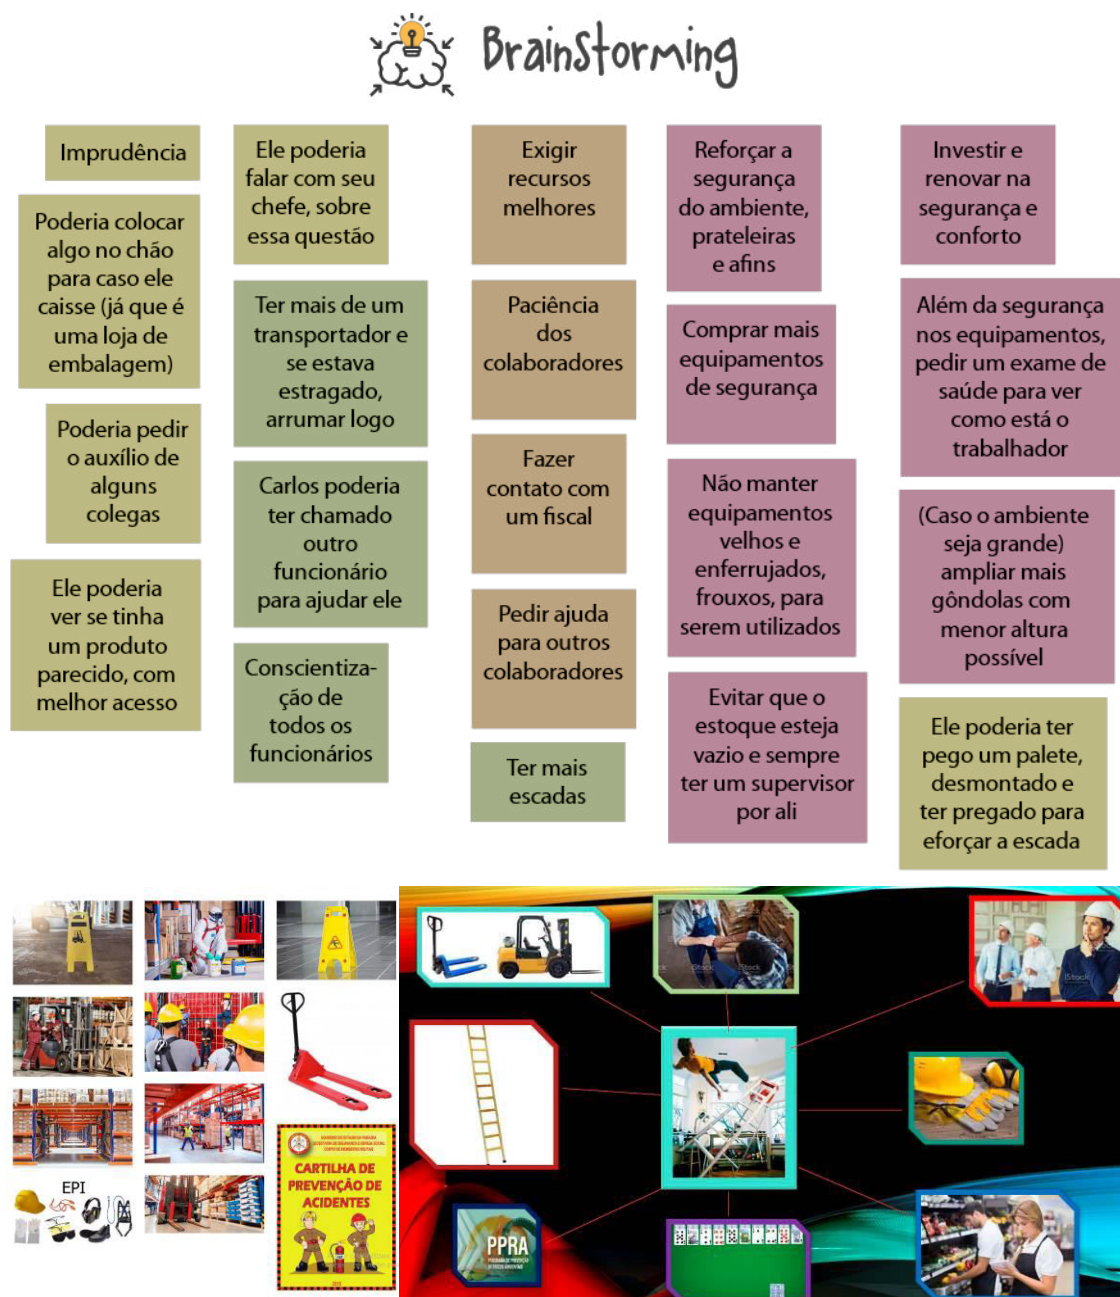 Brainstorming
Imprudência
Poderia colocar
algo no chão
para caso ele
caisse (já que é
uma loja de
embalagem)
Poderia pedir
o auxílio de
alguns
colegas
Ele poderia
ver se tinha
um produto
parecido, com
melhor acesso
Ele poderia
falar com seu
chefe, sobre
essa questão
Ter mais de um
transportador e
se estava
estragado,
arrumar logo
Carlos poderia
ter chamado
outro
funcionário
para ajudar ele
Conscientiza-
ção de
todos os
funcionários
Exigir
recursos
melhores
Paciência
dos
colaboradores
Fazer
contato com
um fiscal
Pedir ajuda
para outros
colaboradores
Ter mais
escadas
Reforçar a
segurança
do ambiente,
prateleiras
e afins
Comprar mais
equipamentos
de segurança
Não manter
equipamentos
velhos e
enferrujados,
frouxos, para
serem utilizados
Evitar que o
estoque esteja
vazio e sempre
ter um supervisor
por ali
Investir e
renovar na
segurança e
conforto
Além da segurança
nos equipamentos,
pedir um exame de
saúde para ver
como está o
trabalhador
(Caso o ambiente
seja grande)
ampliar mais
gôndolas com
menor altura
possível
Ele poderia ter
pego um palete,
desmontado e
ter pregado para
eforçar a escada
EPI
CARTILHA DE
PREVENÇÃO DE
ACIDENTES
iStock
iStock
PPRA